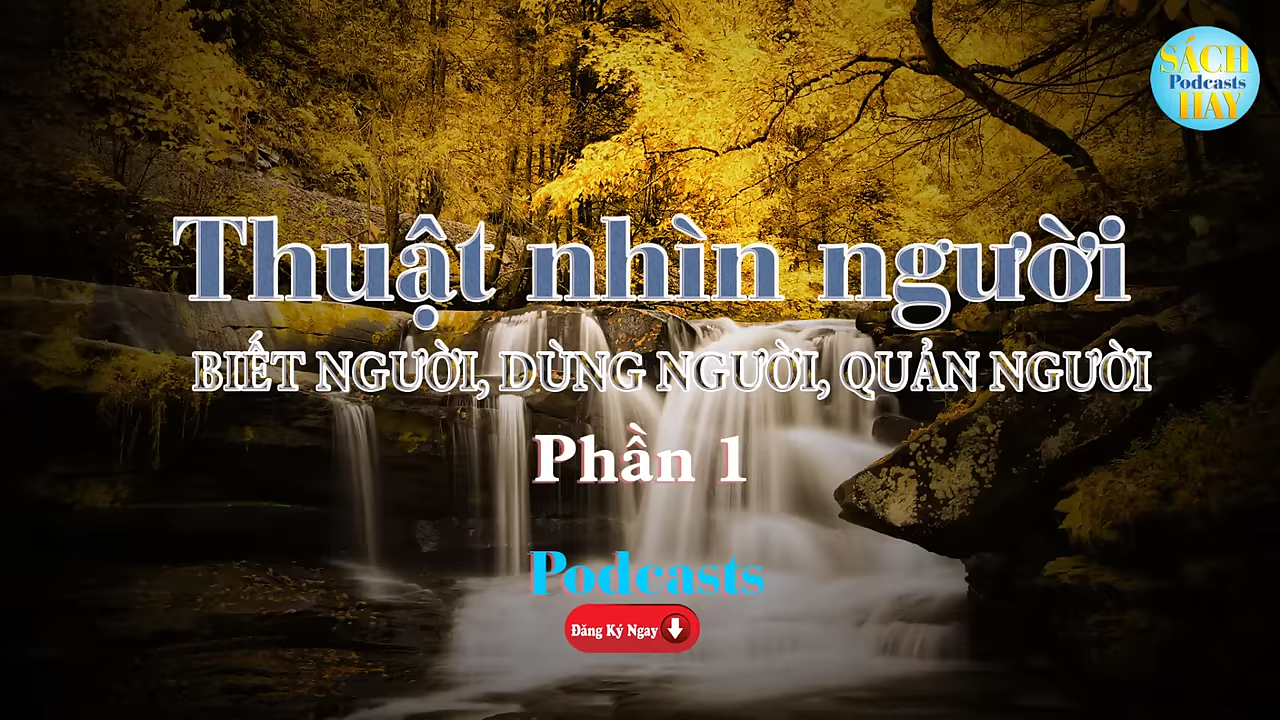 SÁCH
Podcasts
HAY
Thuật nhìn người
BIẾT NGƯỜI, DÙNG NGƯỜI, QUẢN NGƯỜI
Phần 1
Podcasts
Đăng Ký Ngay